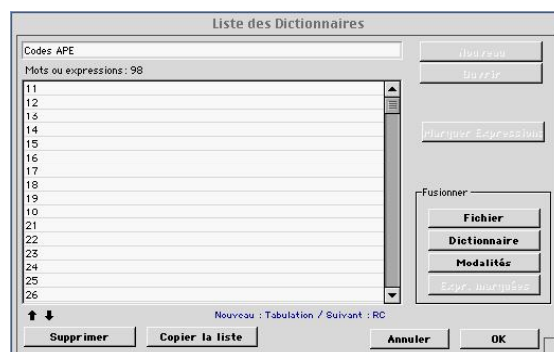 Liste des Dictionnaires
Codes APE
Nouveau
Mots ou expressions : 98
Ouvrir
11
12
13
14
Marquer Expressions
15
16
17
18
19
Fusionner
10
Fichier
21
22
Dictionnaire
23
24
Modalités
25
Expr. marquées
26
Nouveau : Tabulation / Suivant : RC
Supprimer
Copier la liste
Annuler
OK